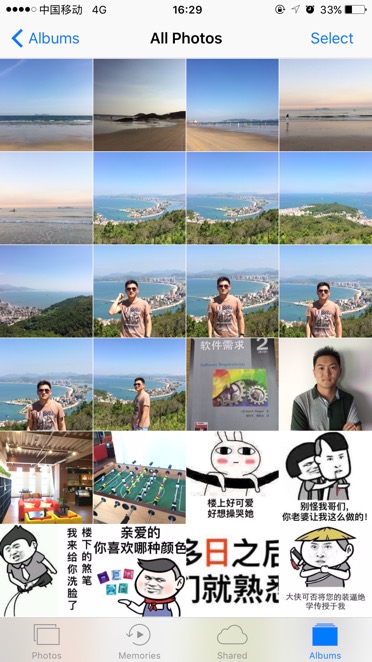 中国移动 4G
16:29
33%
Albums
All Photos
Select
软件需求 2
Software Requirements
楼上好可爱
好想操哭她
别怪我哥们,
你老婆让我这么做的!
楼下的煞笔
我来给你洗脸了
亲爱的
你喜欢哪种颜色
多日之后
们就熟悉
大侠可否将您的装逼绝
学传授于我
Photos
Memories
Shared
Albums